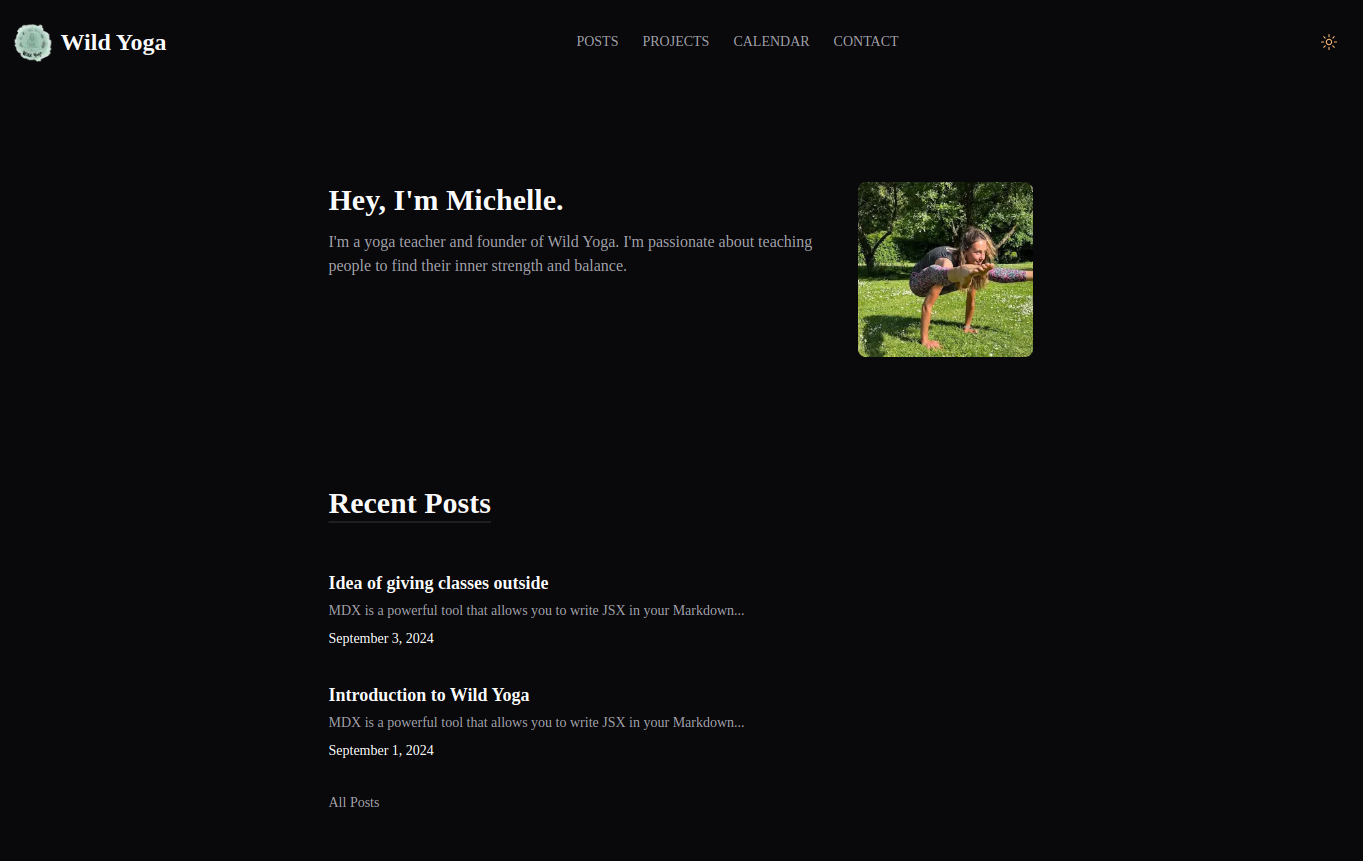 Wild Yoga
POSTS PROJECTS CALENDAR CONTACT
Hey, I'm Michelle.
I'm a yoga teacher and founder of Wild Yoga. I'm passionate about teaching
people to find their inner strength and balance.
Recent Posts
Idea of giving classes outside
MDX is a powerful tool that allows you to write JSX in your Markdown...
September 3, 2024
Introduction to Wild Yoga
MDX is a powerful tool that allows you to write JSX in your Markdown...
September 1, 2024
All Posts